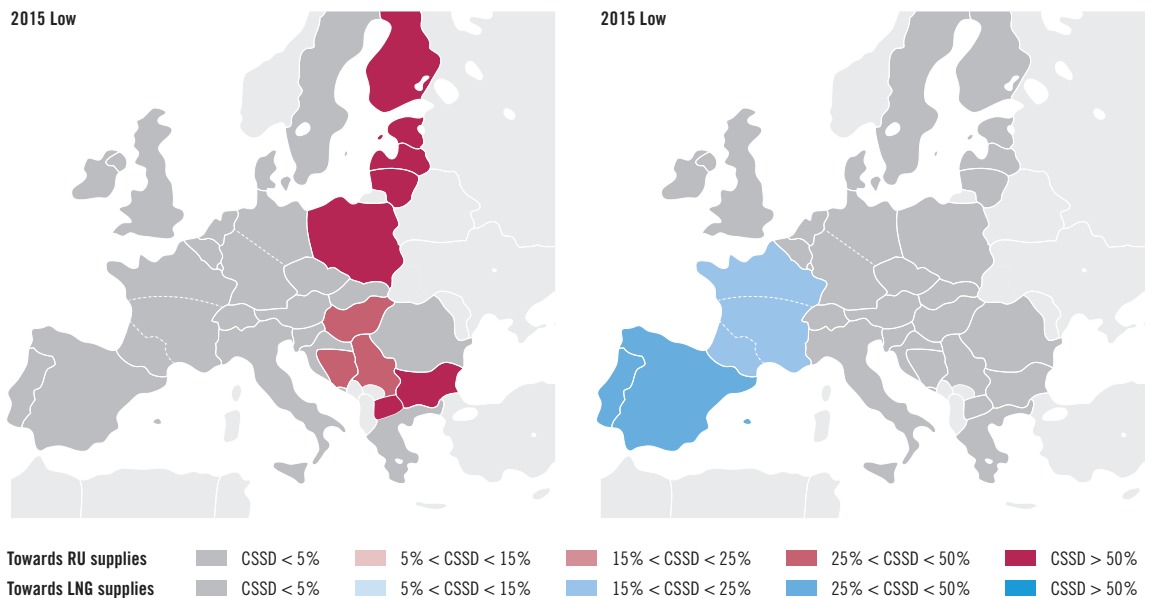 2015 Low
2015 Low
Towards RU supplies CSSD < 5% 5% < CSSD < 15% 15% < CSSD < 25% 25% < CSSD < 50% CSSD > 50%
Towards LNG supplies CSSD < 5% 5% < CSSD < 15% 15% < CSSD < 25% 25% < CSSD < 50% CSSD > 50%